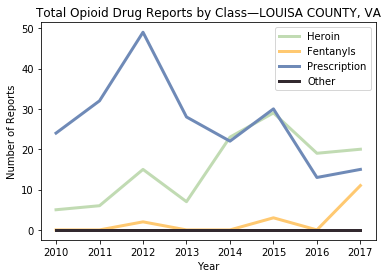 Total Opioid Drug Reports by Class—LOUISA COUNTY, VA
50
40
30
20
10
0
Number of Reports
Heroin
Fentanyls
Prescription
Other
2010 2011 2012 2013 2014 2015 2016 2017
Year